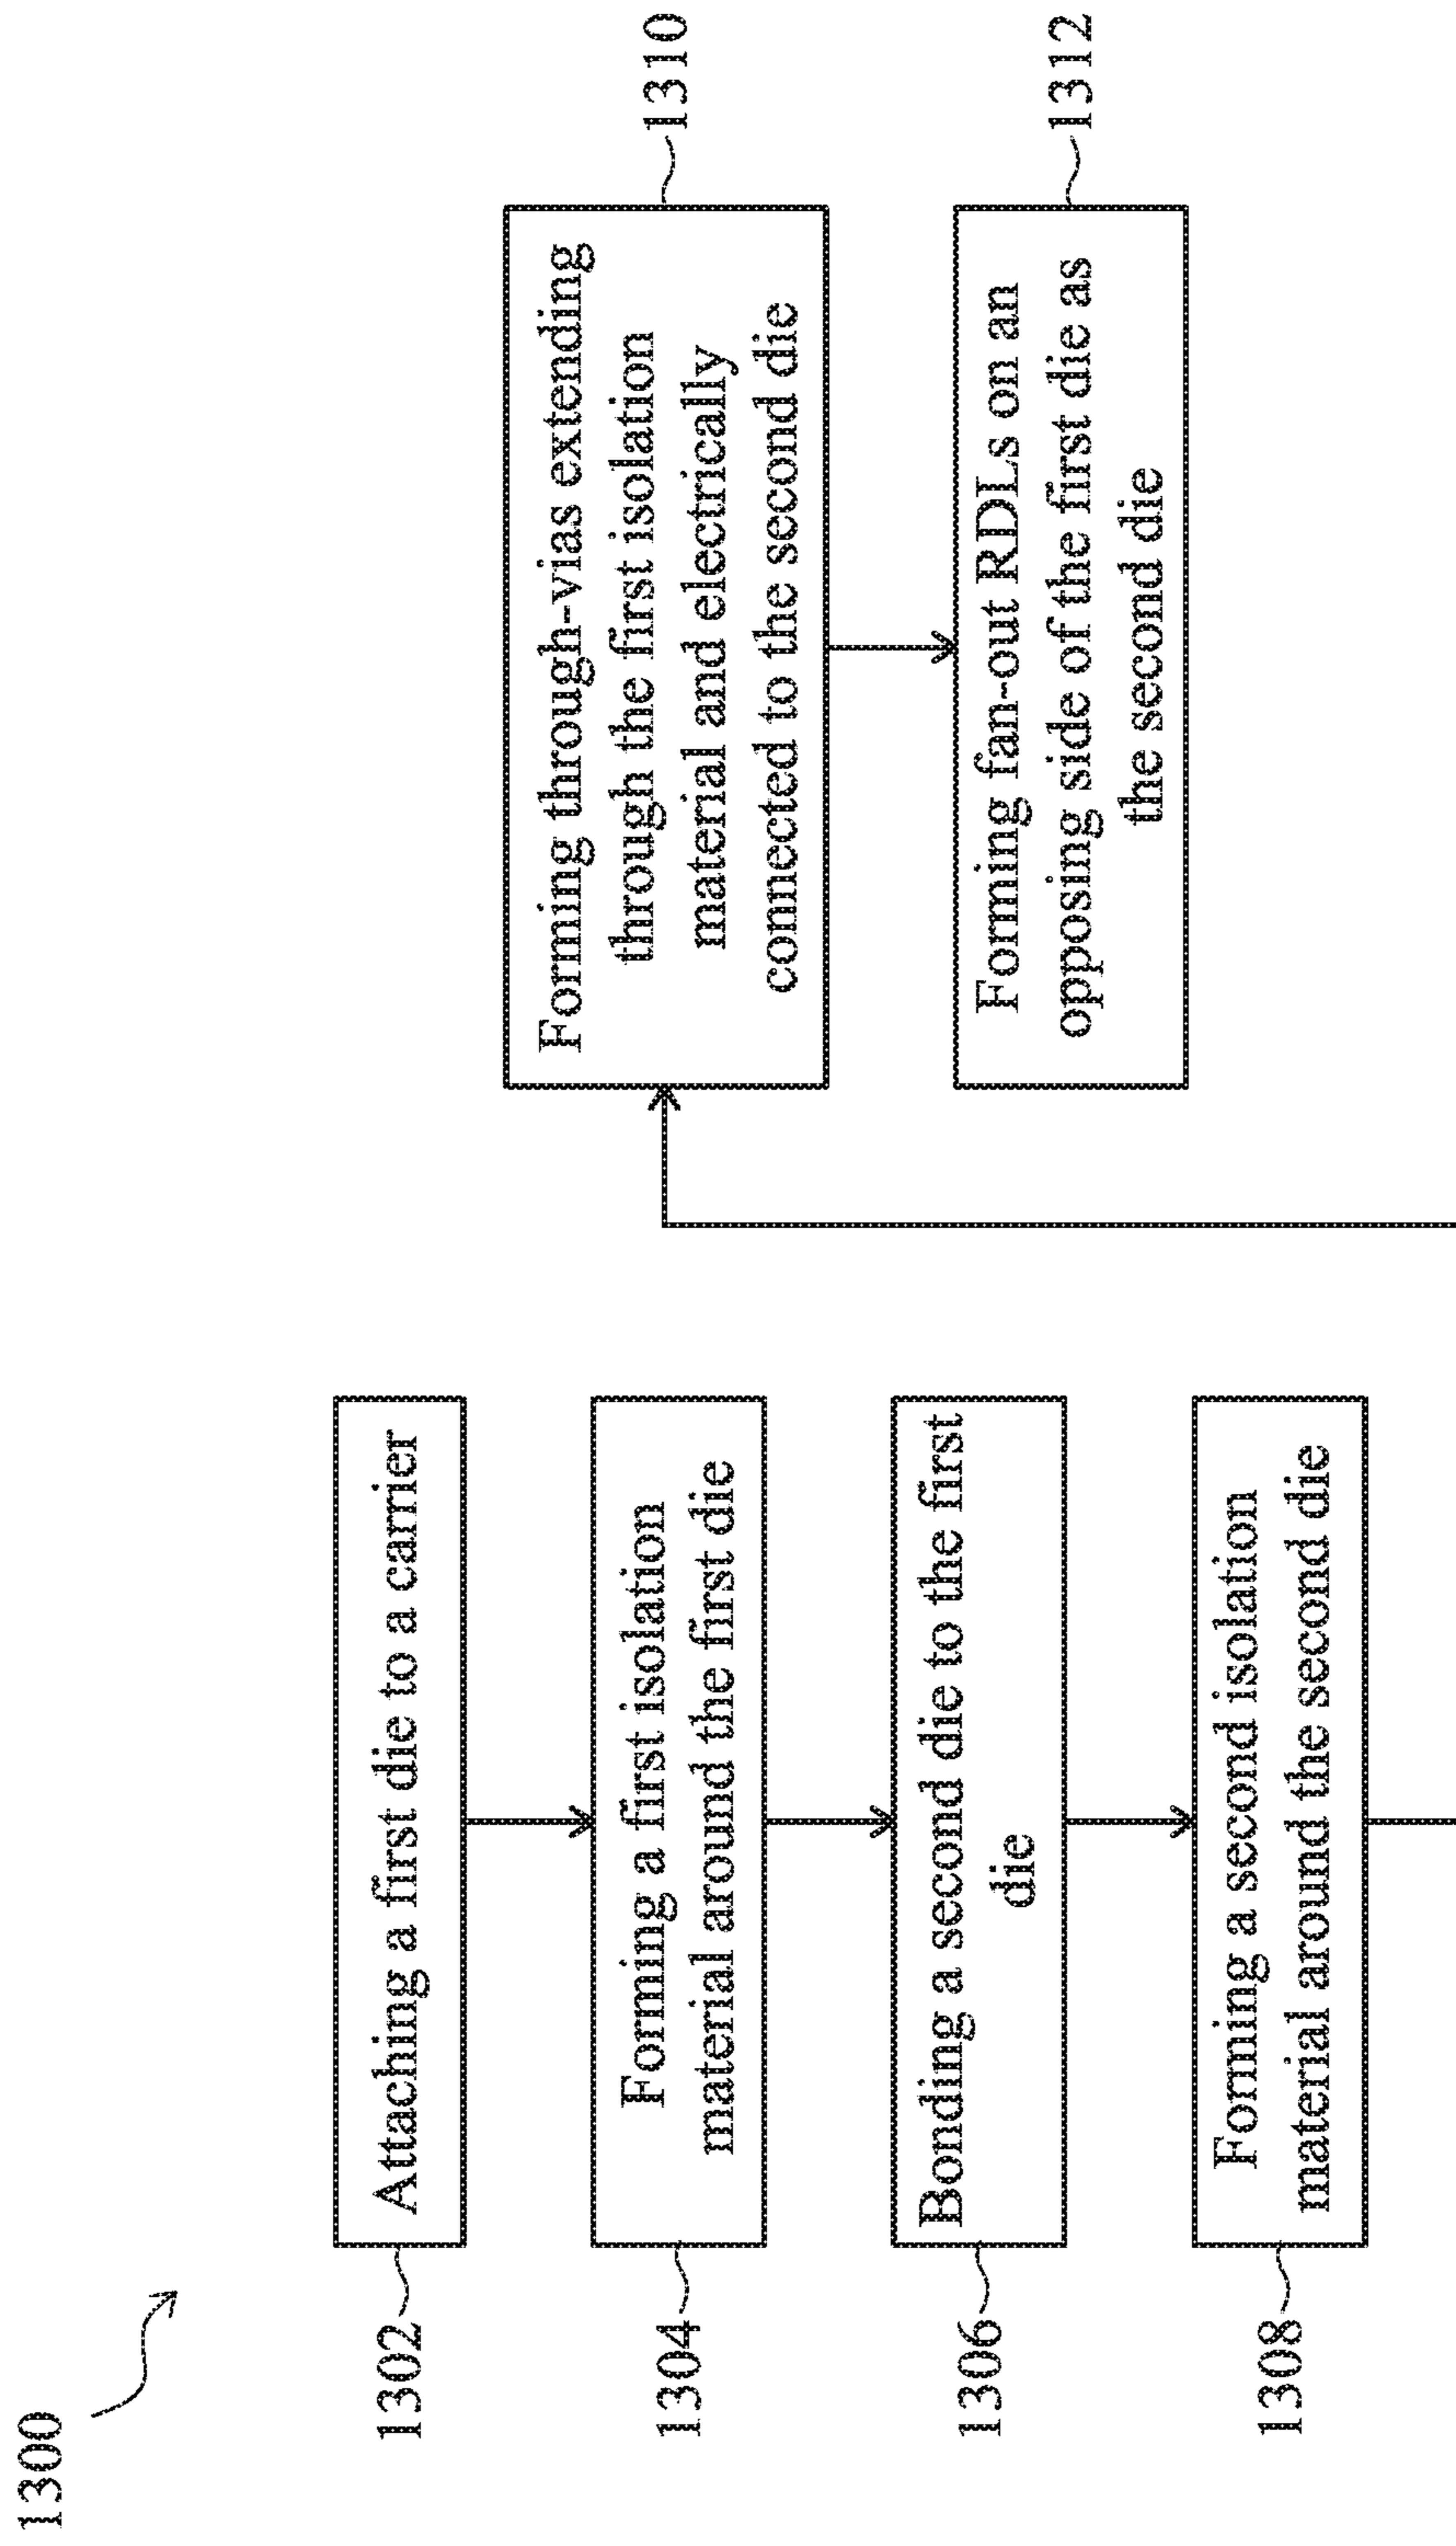 1300
1302
Attaching a first die to a carrier
1304
Forming a first isolation
material around the first die
1306
Bonding a second die to the first
die
1308
Forming a second isolation
material around the second die
Forming through-vias extending
through the first isolation
material and electrically
connected to the second die
1310
Forming fan-out RDLs on an
opposing side of the first die as
the second die
1312